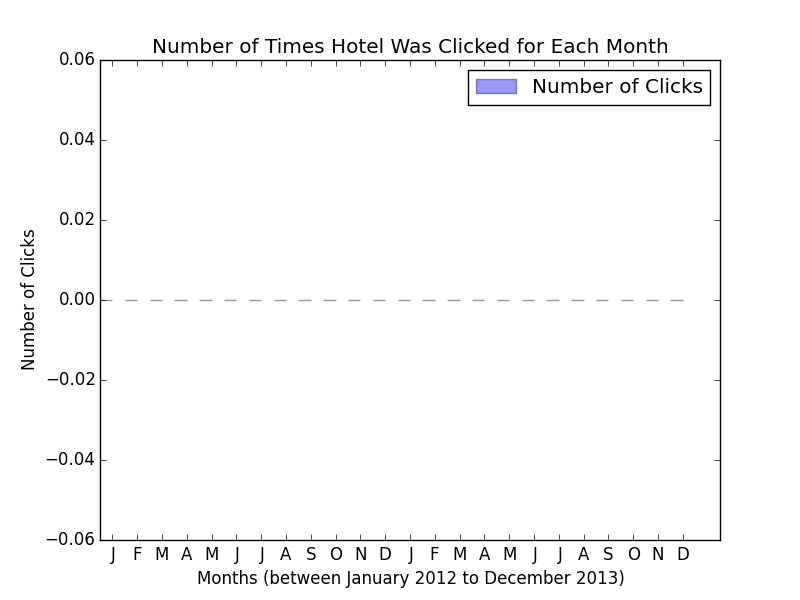 Number of Times Hotel Was Clicked for Each Month
Number of Clicks
0.06
0.04
0.02
0.00
−0.02
−0.04
−0.06
Number of Clicks
J F M A M J J A S O N D J F M A M J J A S O N D
Months (between January 2012 to December 2013)